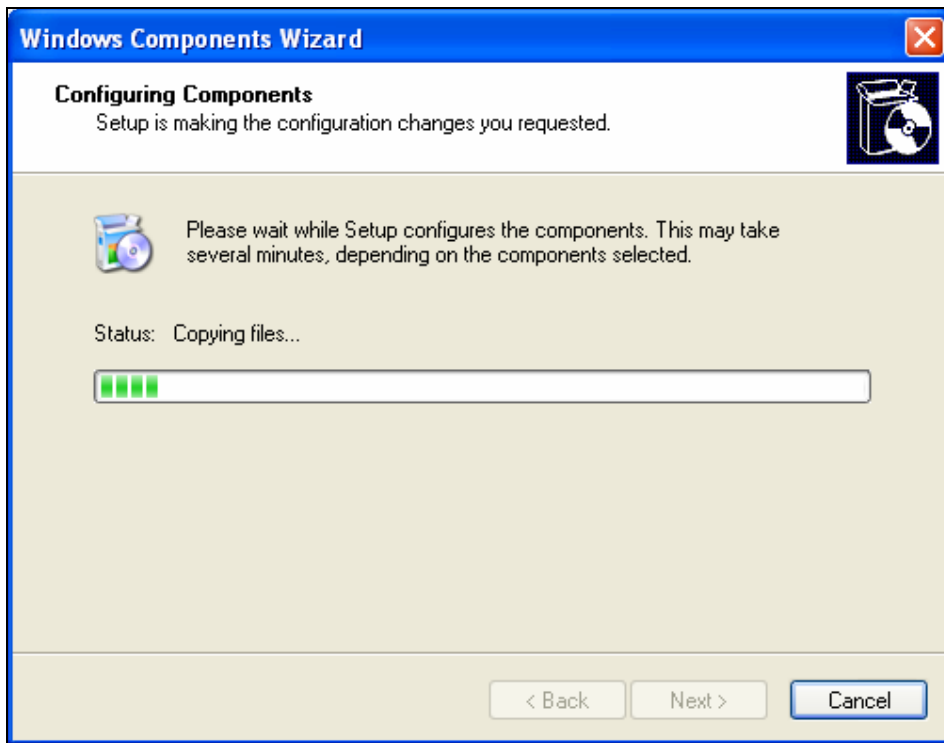 Windows Components Wizard
Configuring Components
Setup is making the configuration changes you requested.
Please wait while Setup configures the components. This may take
several minutes, depending on the components selected.
Status: Copying files...
< Back Next > Cancel